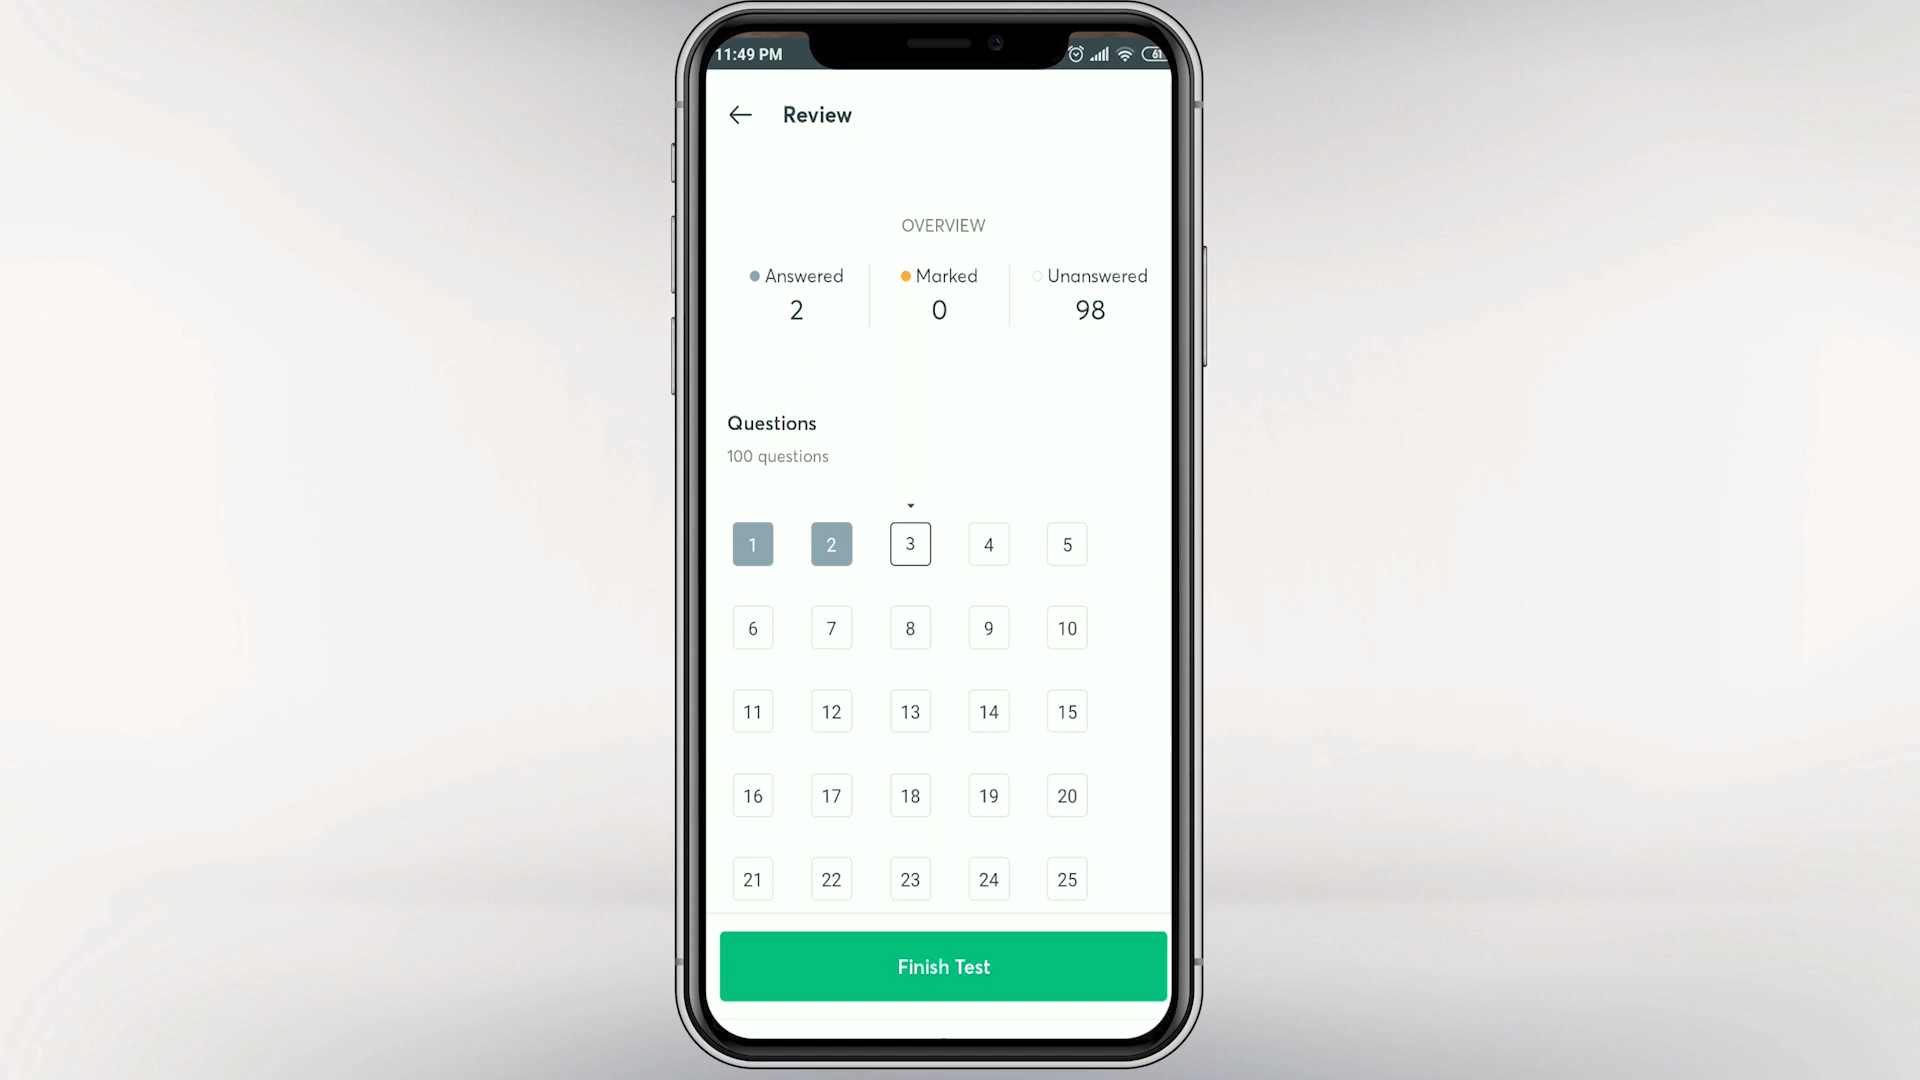 11:49 PM 61
Review
OVERVIEW
Answered Marked Unanswered
2 0 98
Questions
100 questions
1 2 3 4 5
6 7 8 9 10
11 12 13 14 15
16 17 18 19 20
21 22 23 24 25
Finish Test